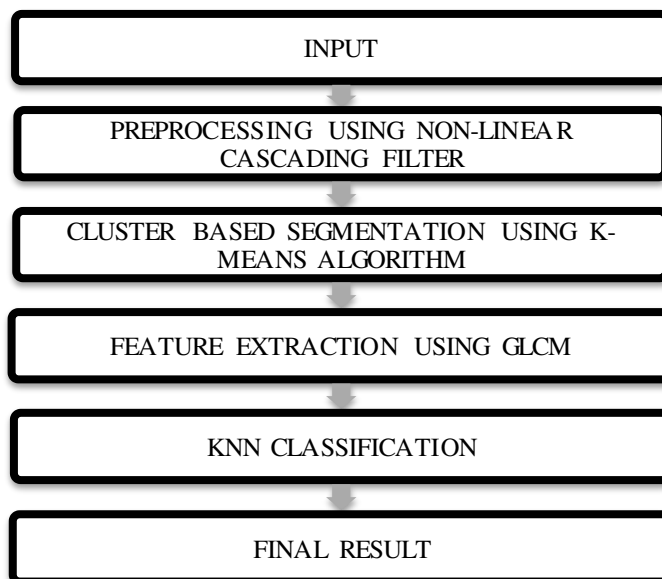 INPUT
PREPROCESSING USING NON-LINEAR
CASCADING FILTER
CLUSTER BASED SEGMENTATION USING K-
MEANS ALGORITHM
FEATURE EXTRACTION USING GLCM
KNN CLASSIFICATION
FINAL RESULT